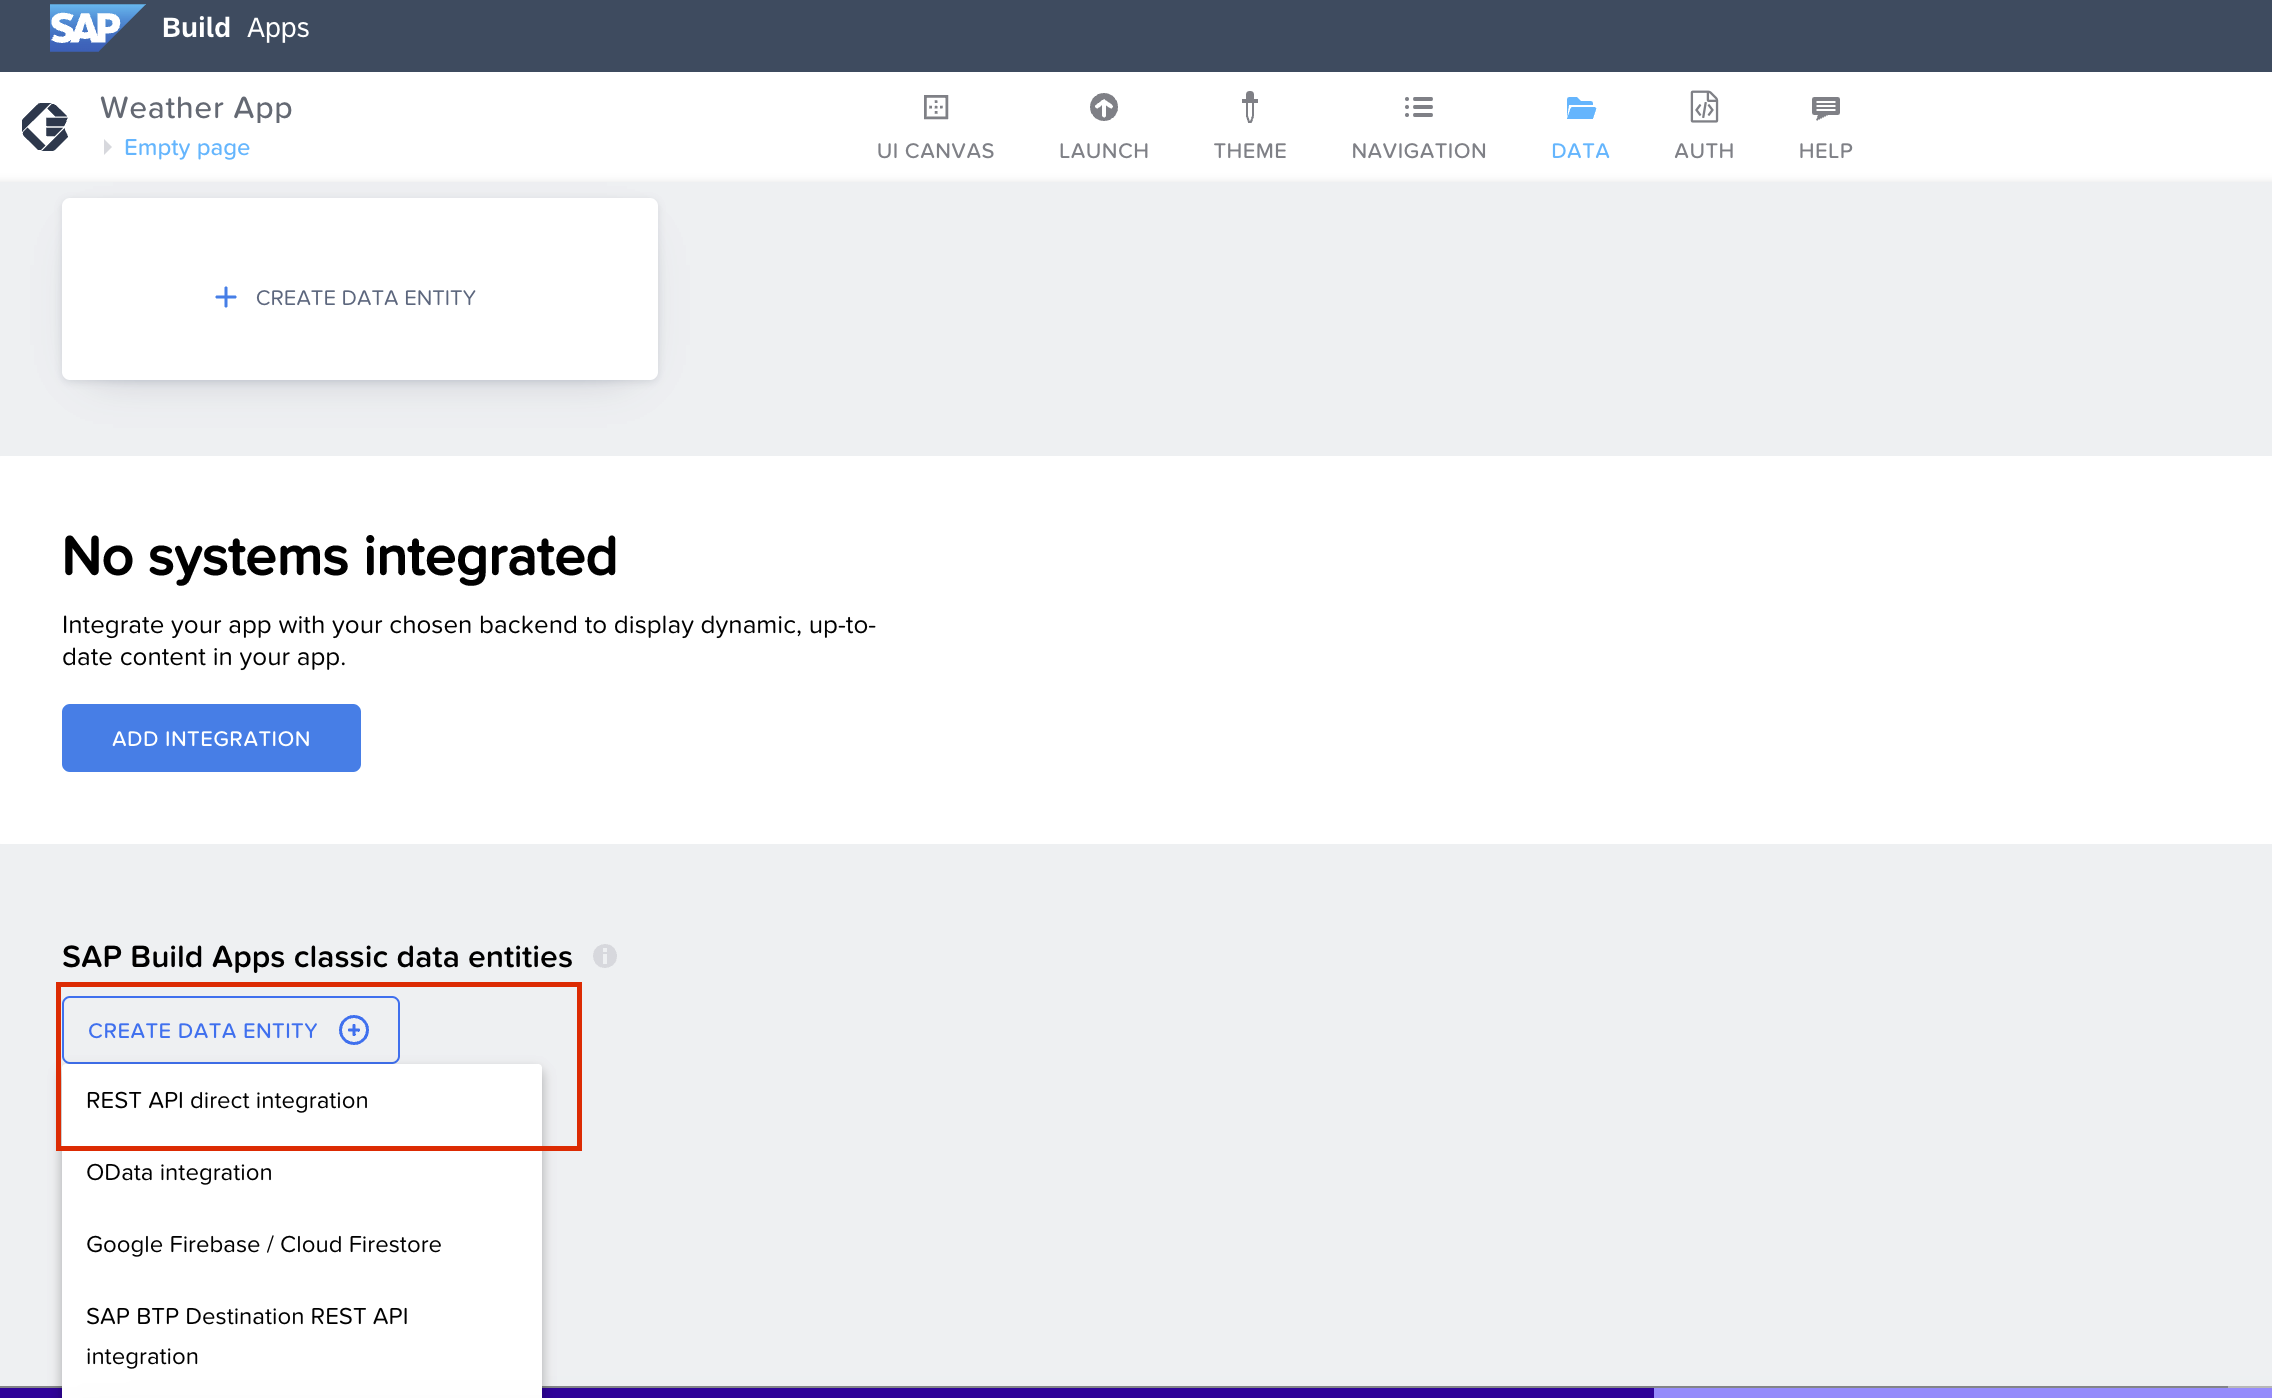 SAP Build Apps
Weather App
Empty page
UI CANVAS
LAUNCH
THEME
NAVIGATION
DATA
AUTH
HELP
CREATE DATA ENTITY
No systems integrated
Integrate your app with your chosen backend to display dynamic, up-to-
date content in your app.
ADD INTEGRATION
SAP Build Apps classic data entities
CREATE DATA ENTITY
REST API direct integration
OData integration
Google Firebase / Cloud Firestore
SAP BTP Destination REST API
integration